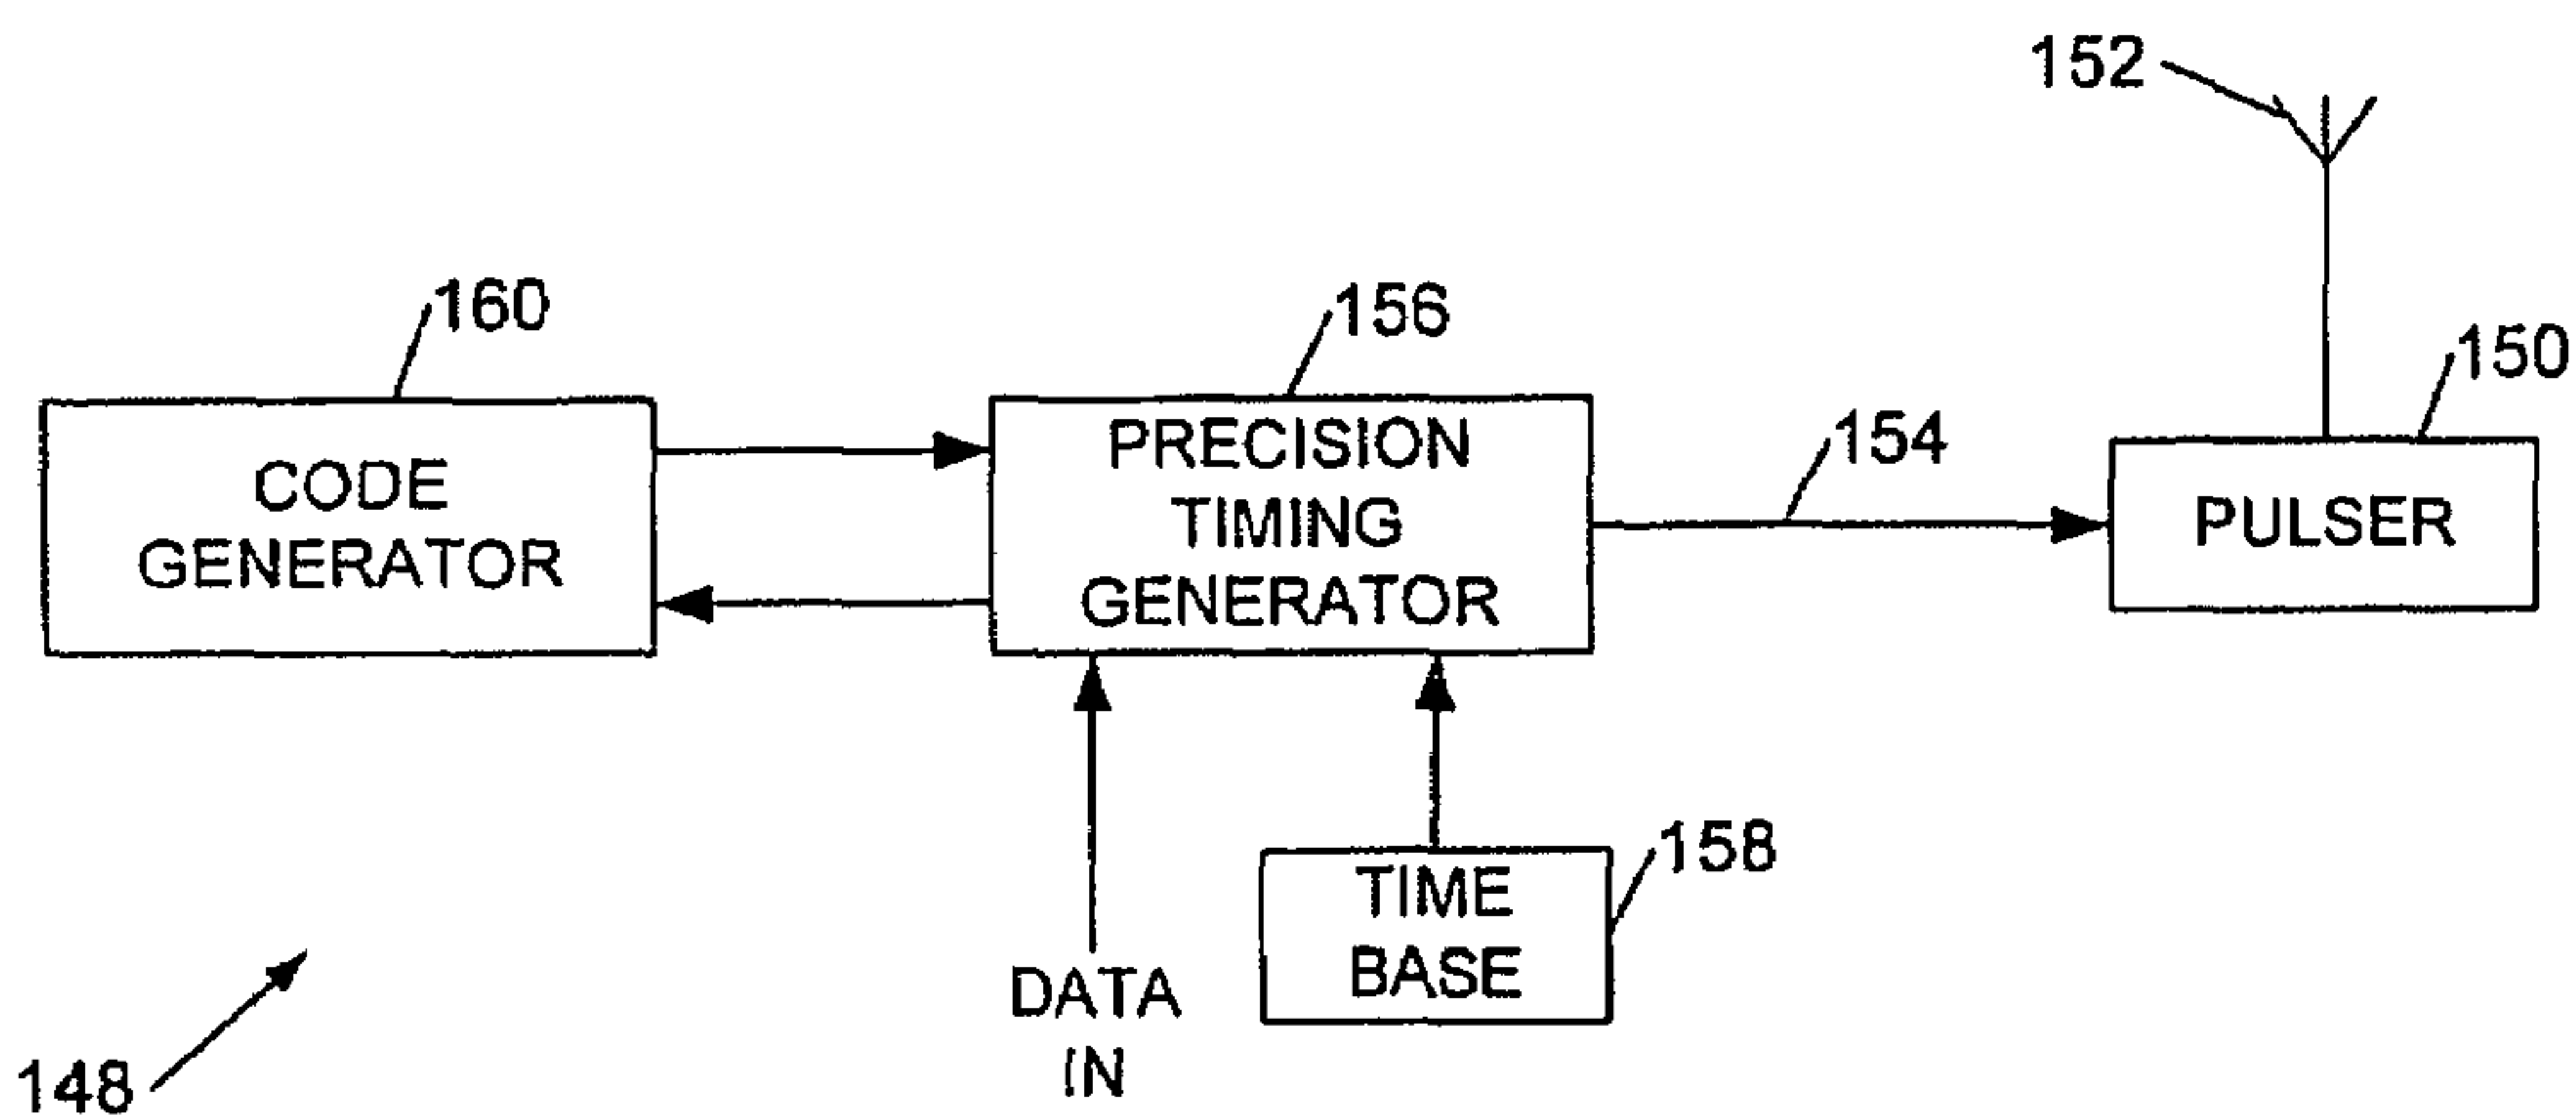 152
160
156
150
154
CODE
GENERATOR
PRECISION
TIMING
GENERATOR
PULSER
158
TIME
BASE
DATA
IN
148